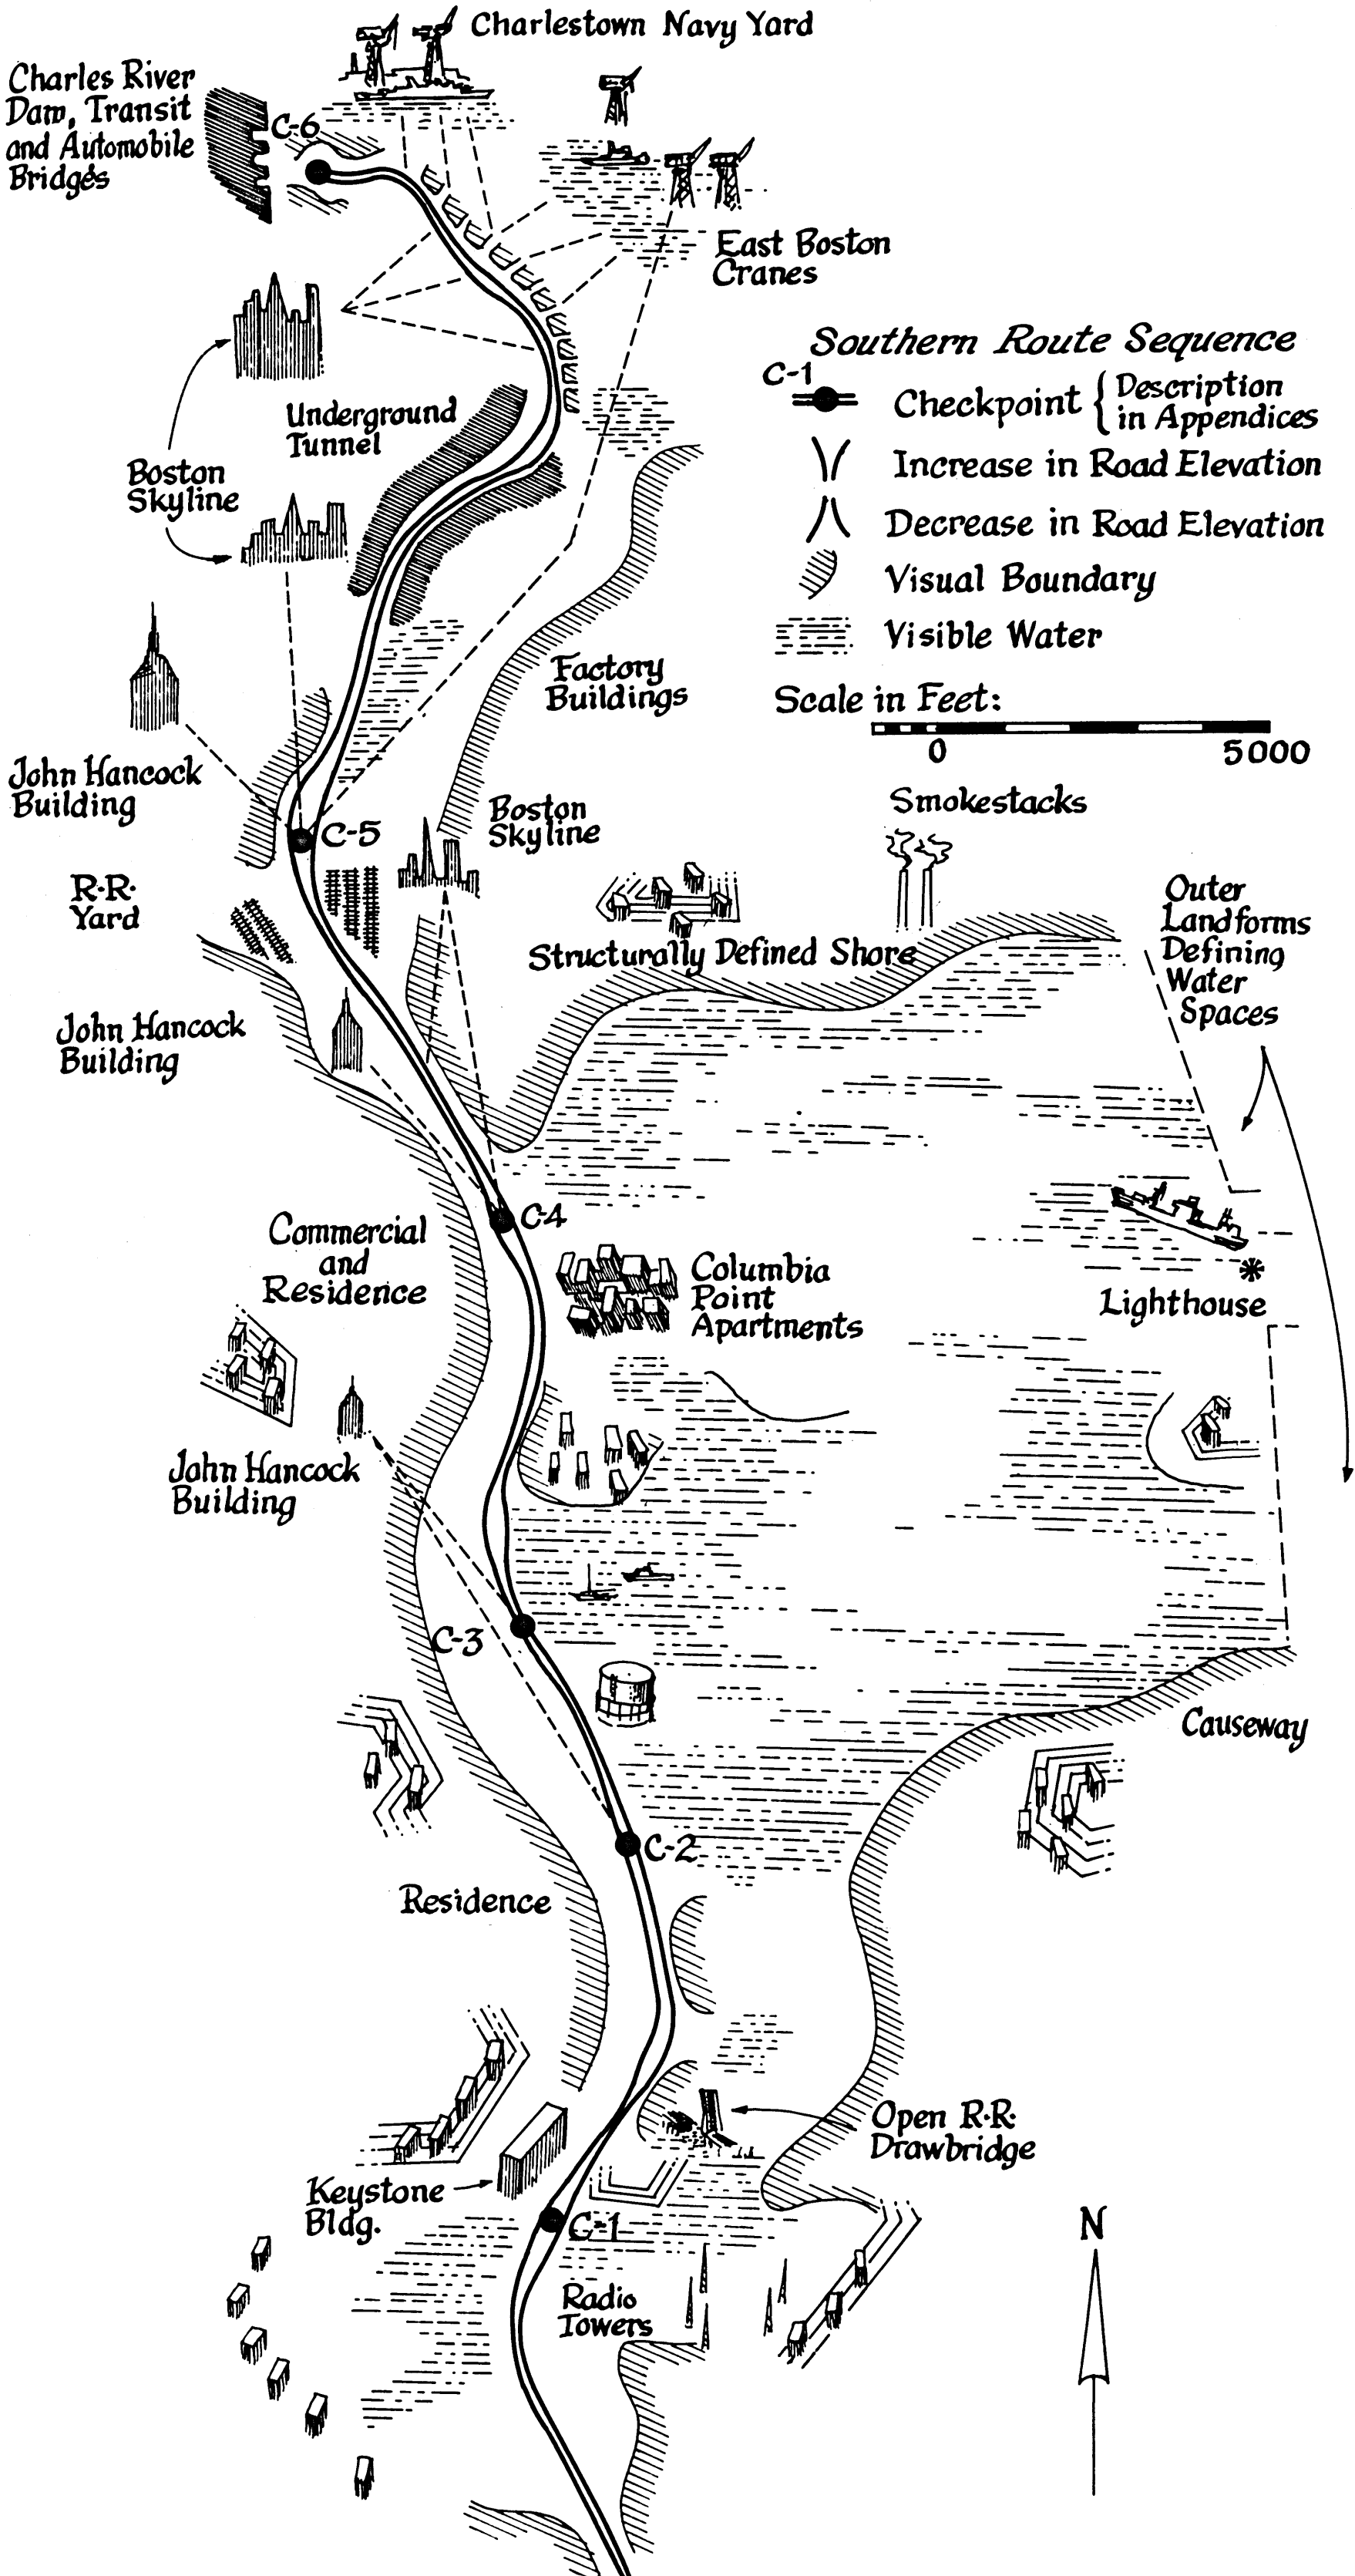 Charlestown Navy Yard
Charles River
Dam, Transit
and Automobile
Bridges
C-6
East Boston
Cranes
Southern Route Sequence
C-1
Checkpoint { Description
in Appendices
Increase in Road Elevation
Decrease in Road Elevation
Visual Boundary
Visible Water
Scale in Feet:
0 5000
Underground
Tunnel
Boston
Skyline
Factory
Buildings
John Hancock
Building
C-5
Boston
Skyline
Smokestacks
R.R.
Yard
Structurally Defined Shore
Outer
Landforms
Defining
Water
Spaces
John Hancock
Building
C-4
Commercial
and
Residence
Columbia
Point
Apartments
Lighthouse
John Hancock
Building
C-3
Causeway
C-2
Residence
Open R.R.
Drawbridge
Keystone
Bldg.
C-1
N
Radio
Towers